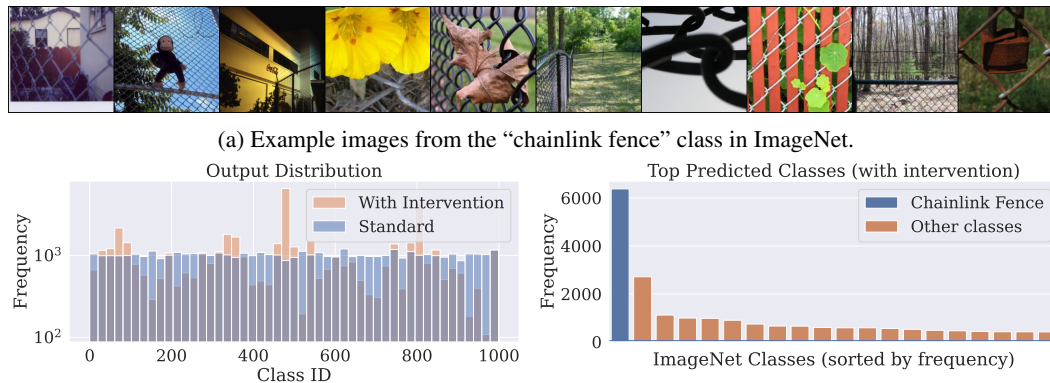 (a) Example images from the “chainlink fence” class in ImageNet.
Output Distribution
With Intervention
Standard
Frequency
10³
10²
0
200
400
600
800
1000
Class ID
Top Predicted Classes (with intervention)
Chainlink Fence
Other classes
Frequency
6000
4000
2000
0
ImageNet Classes (sorted by frequency)